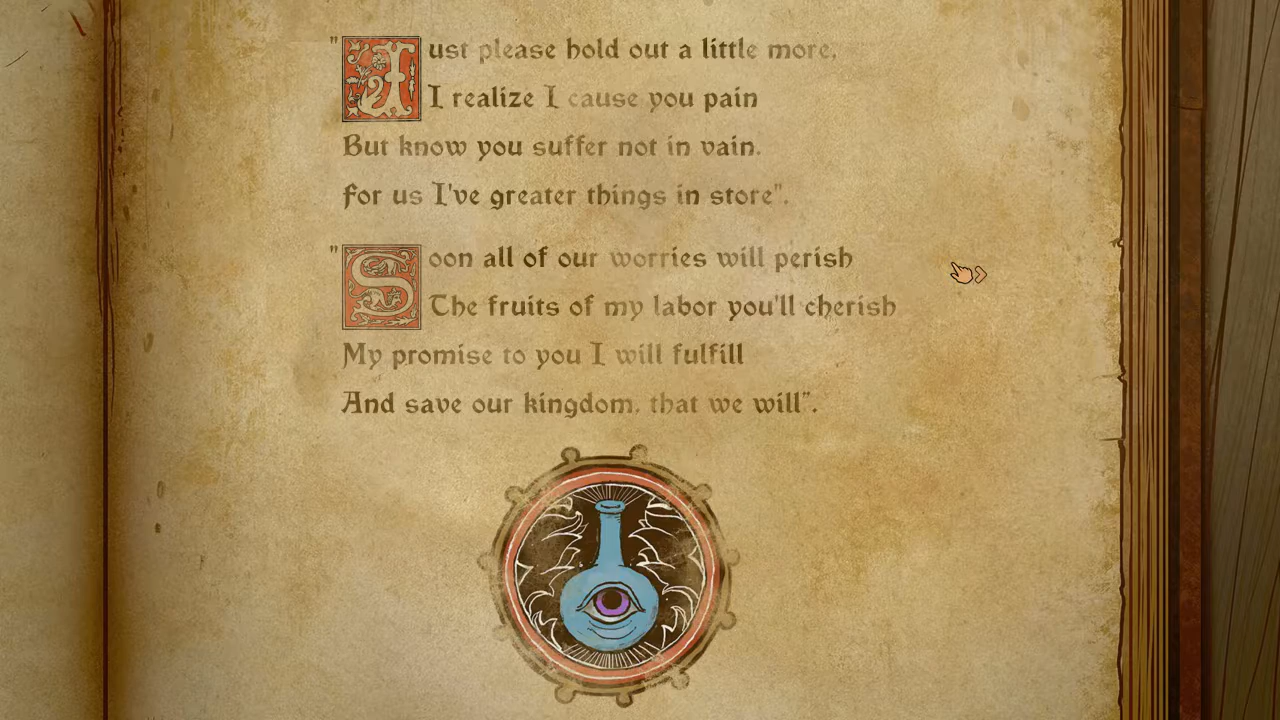 "Just please hold out a little more,
I realize I cause you pain
But know you suffer not in vain.
For us I've greater things in store".
"Soon all of our worries will perish
The fruits of my labor you'll cherish
My promise to you I will fulfill
And save our kingdom, that we will".